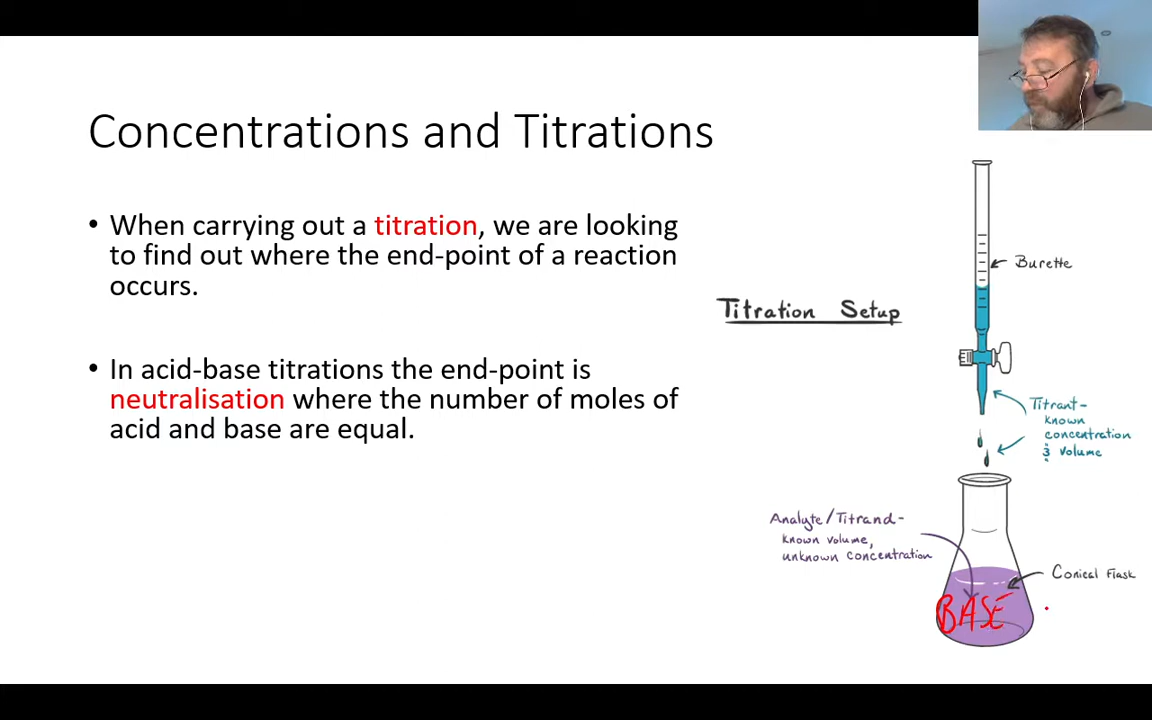 Concentrations and Titrations
• When carrying out a titration, we are looking
to find out where the end-point of a reaction
occurs.
• In acid-base titrations the end-point is
neutralisation where the number of moles of
acid and base are equal.
Titration Setup
Burette
Titrant-
known
concentration
& volume
Analyte/Titrand-
known volume,
unknown concentration
Conical Flask
BASE